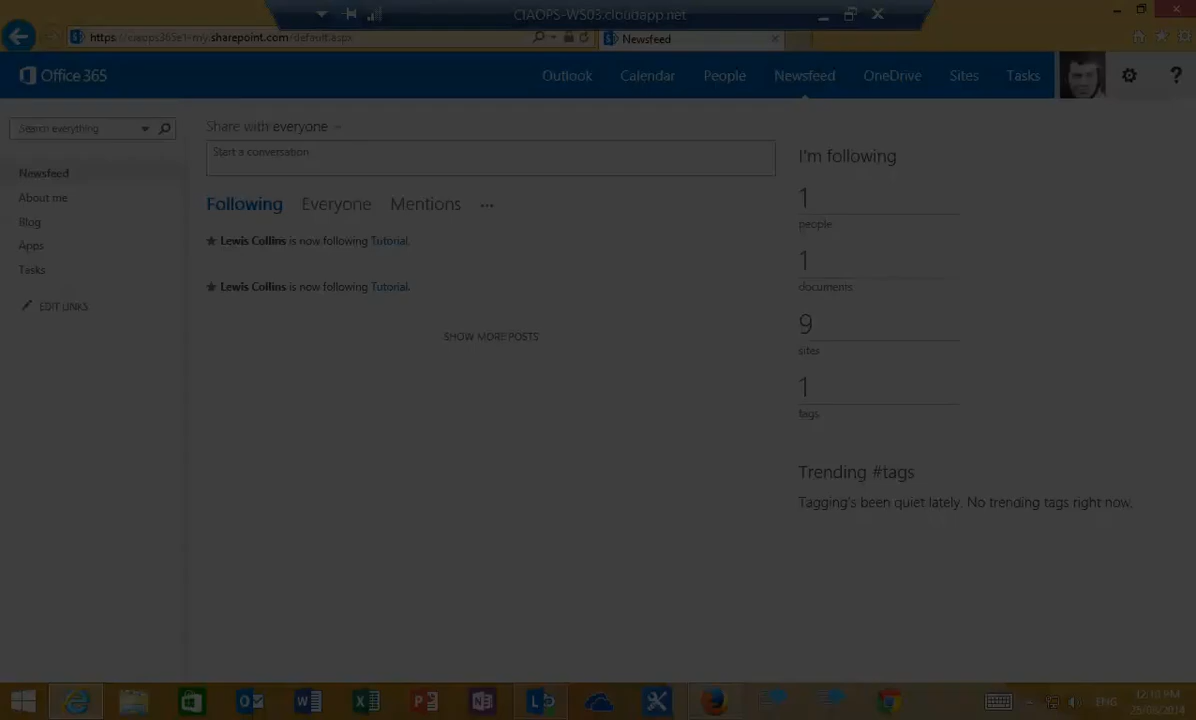 CIAOPS-WS03.cloudapp.net
https://ciaops365e1-my.sharepoint.com/default.aspx
Newsfeed
Office 365
Outlook
Calendar
People
Newsfeed
OneDrive
Sites
Tasks
?
Search everything
Newsfeed
About me
Blog
Apps
Tasks
EDIT LINKS
Share with everyone
Start a conversation
Following
Everyone
Mentions
...
Lewis Collins is now following Tutorial.
Lewis Collins is now following Tutorial.
SHOW MORE POSTS
I'm following
1
people
1
documents
9
sites
1
tags
Trending #tags
Tagging's been quiet lately. No trending tags right now.
ENG
12:10 PM